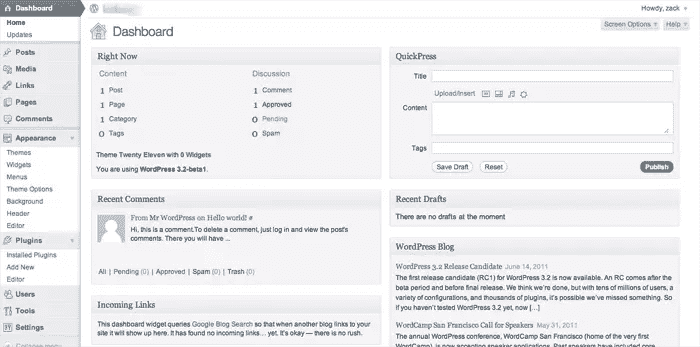 Dashboard
Howdy, zack
Screen Options
Help
Home
Updates
Posts
Media
Links
Pages
Comments
Appearance
Themes
Widgets
Menus
Theme Options
Background
Header
Editor
Plugins
Installed Plugins
Add New
Editor
Users
Tools
Settings
Collapse menu
Dashboard
Right Now
Content
1 Post
1 Page
1 Category
0 Tags
Discussion
1 Comment
1 Approved
0 Pending
0 Spam
Theme Twenty Eleven with 0 Widgets
You are using WordPress 3.2-beta1.
Recent Comments
From Mr WordPress on Hello world! #
Hi, this is a comment.To delete a comment, just log in and view the post's
comments. There you will have ...
All | Pending (0) | Approved | Spam (0) | Trash (0)
Incoming Links
This dashboard widget queries Google Blog Search so that when another blog links to your
site it will show up here. It has found no incoming links... yet. It's okay — there is no rush.
QuickPress
Title
Upload/Insert
Content
Tags
Save Draft
Reset
Publish
Recent Drafts
There are no drafts at the moment
WordPress Blog
WordPress 3.2 Release Candidate June 14, 2011
The first release candidate (RC1) for WordPress 3.2 is now available. An RC comes after the
beta period and before final release. We think we're done, but with tens of millions of users, a
variety of configurations, and thousands of plugins, it's possible we've missed something. So
if you haven't tested WordPress 3.2 yet, now [...]
WordCamp San Francisco Call for Speakers May 31, 2011
The annual WordPress conference, WordCamp San Francisco (home of the very first
WordCamp), is now accepting speaker applications. Past speakers have included core